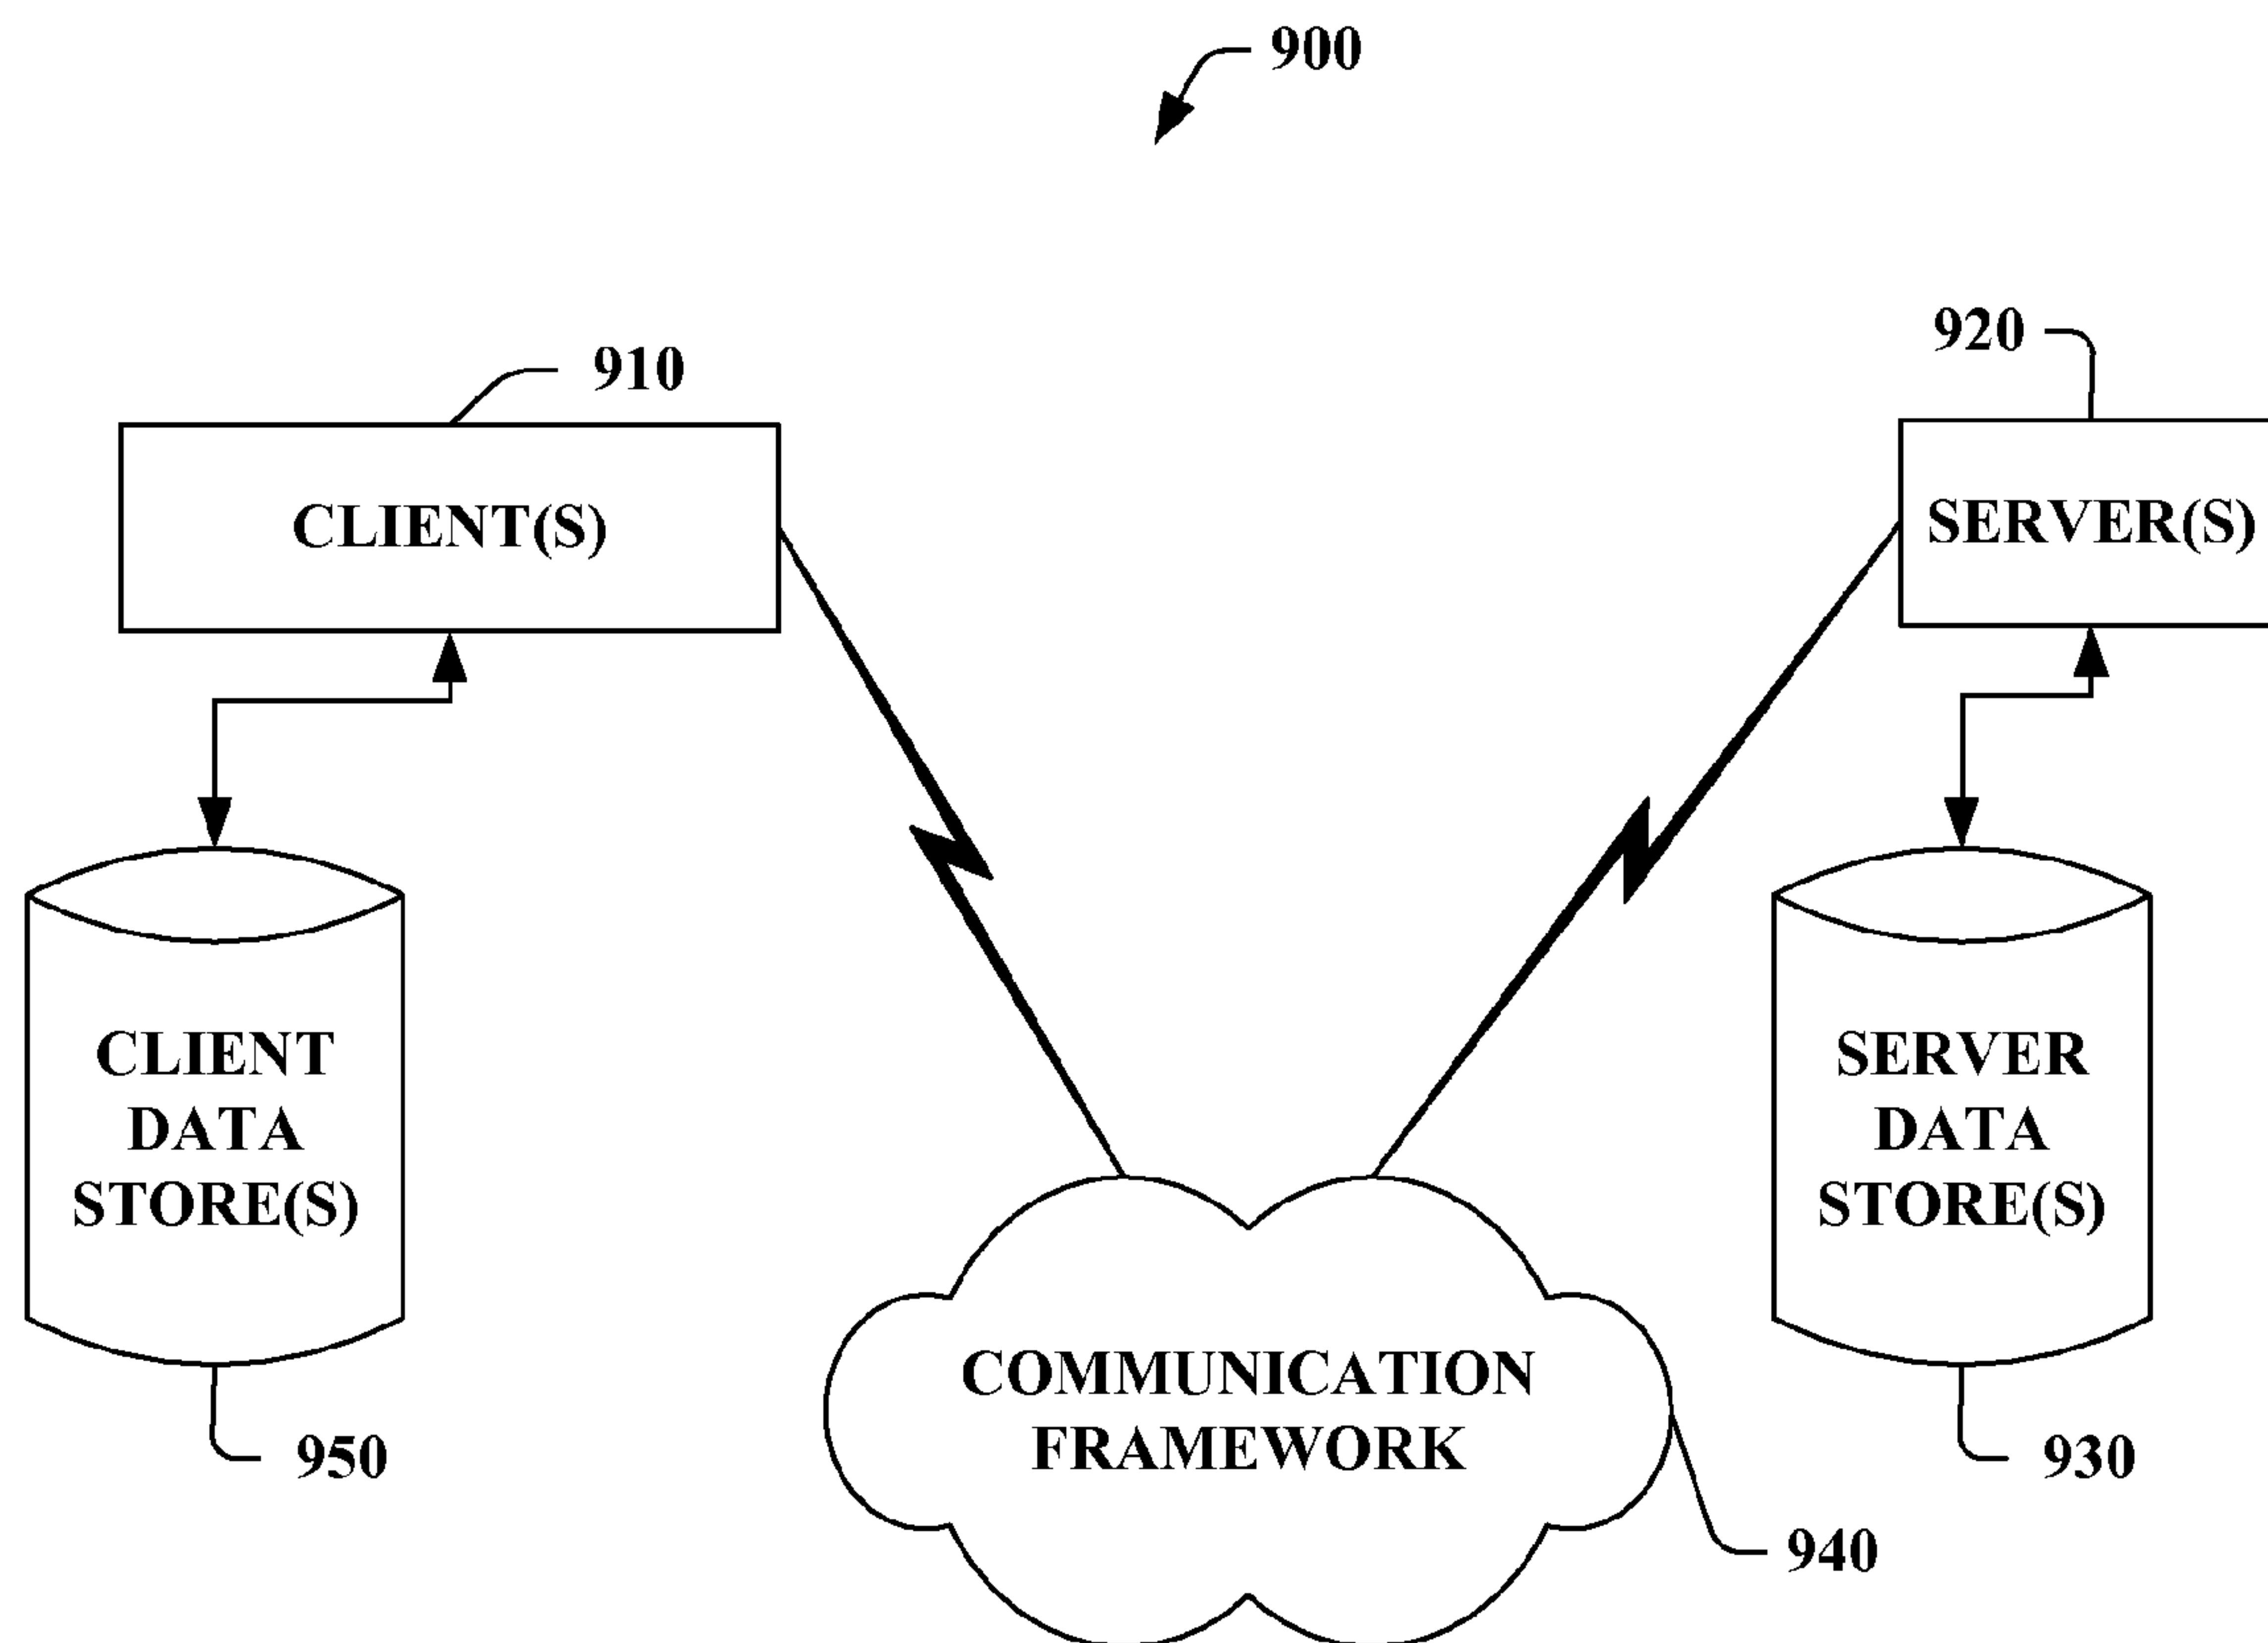 900
910
920
CLIENT(S)
SERVER(S)
CLIENT
DATA
STORE(S)
SERVER
DATA
STORE(S)
COMMUNICATION
FRAMEWORK
950
930
940